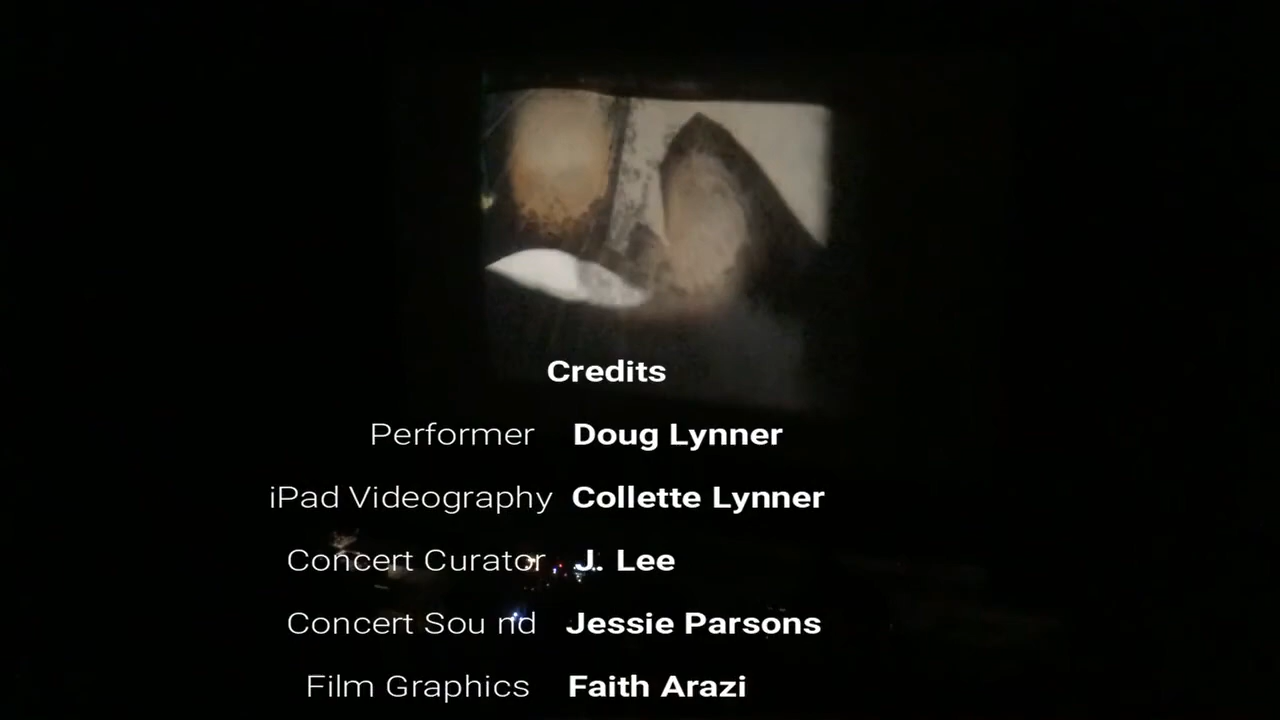 Credits
Performer Doug Lynner
iPad Videography Collette Lynner
Concert Curator J. Lee
Concert Sou nd Jessie Parsons
Film Graphics Faith Arazi